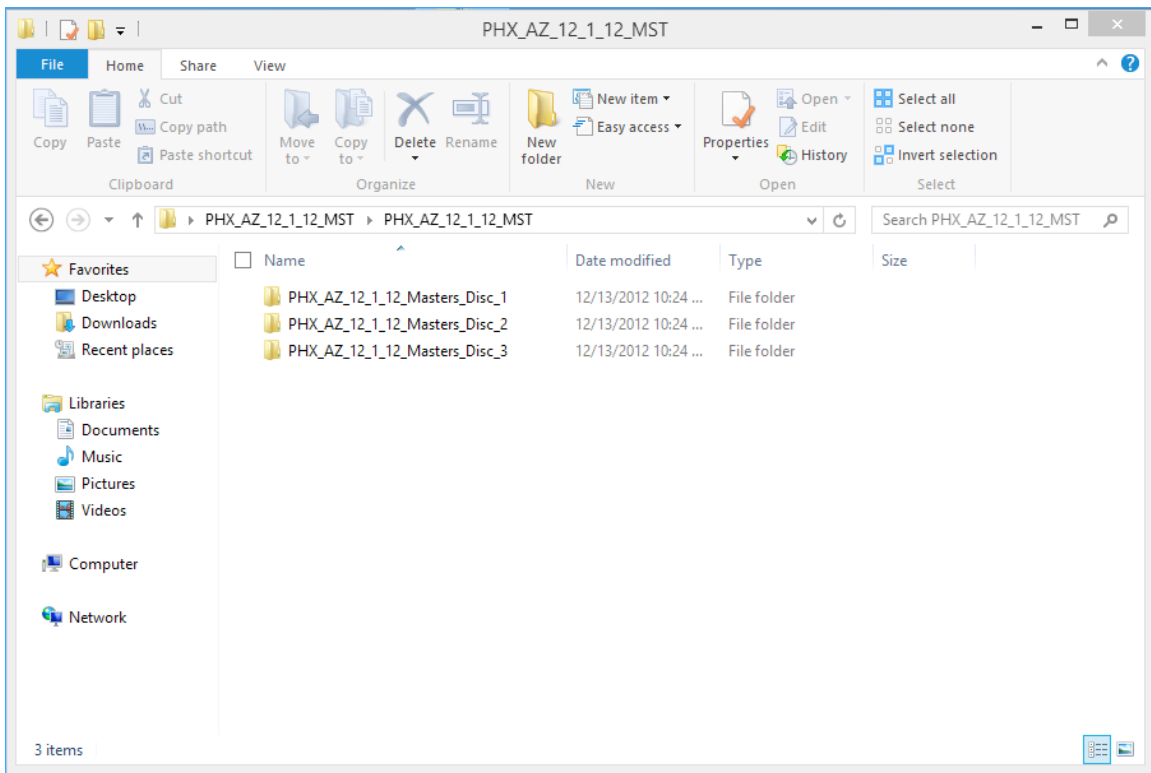 PHX_AZ_12_1_12_MST
File Home Share View
Copy
Paste
Cut
Copy path
Paste shortcut
Clipboard
Move to
Copy to
Delete
Rename
Organize
New folder
New item
Easy access
New
Properties
Open
Edit
History
Open
Select all
Select none
Invert selection
Select
PHX_AZ_12_1_12_MST PHX_AZ_12_1_12_MST
Search PHX_AZ_12_1_12_MST
Favorites
Desktop
Downloads
Recent places
Libraries
Documents
Music
Pictures
Videos
Computer
Network
Name Date modified Type Size
PHX_AZ_12_1_12_Masters_Disc_1 12/13/2012 10:24 ... File folder
PHX_AZ_12_1_12_Masters_Disc_2 12/13/2012 10:24 ... File folder
PHX_AZ_12_1_12_Masters_Disc_3 12/13/2012 10:24 ... File folder
3 items